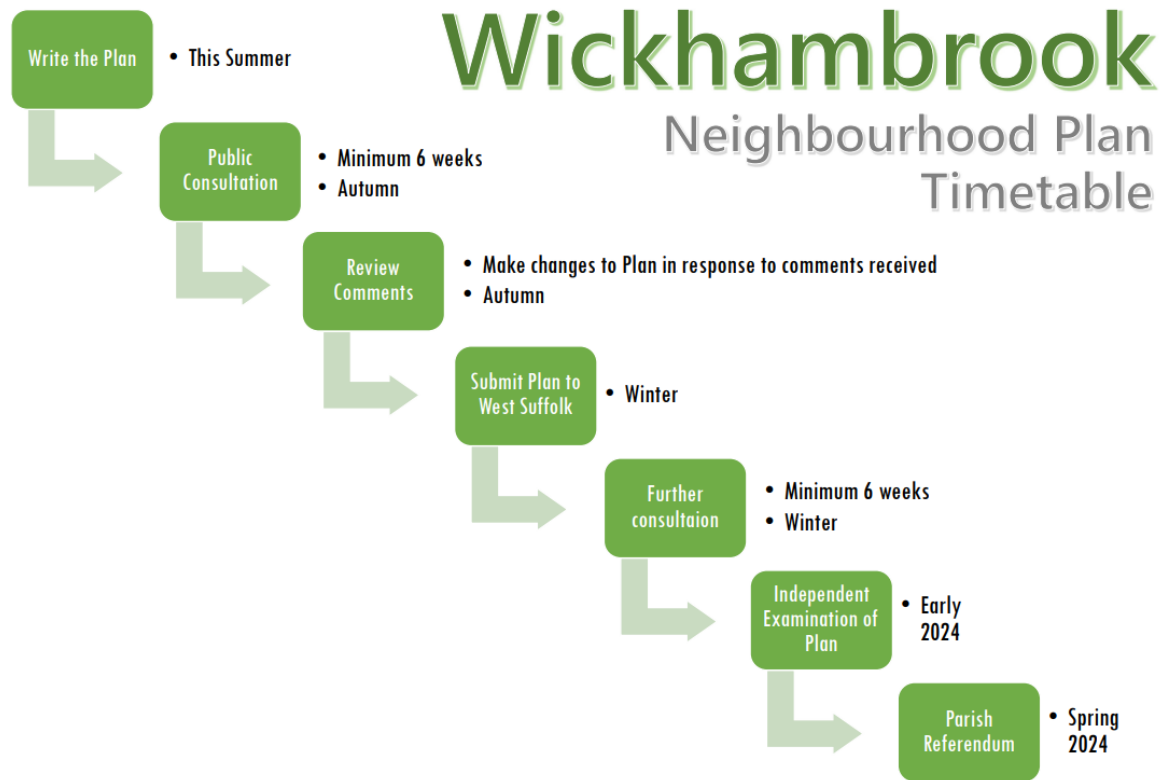 Wickhambrook
Neighbourhood Plan
Timetable
Write the Plan
• This Summer
Public
Consultation
• Minimum 6 weeks
• Autumn
Review
Comments
• Make changes to Plan in response to comments received
• Autumn
Submit Plan to
West Suffolk
• Winter
Further
consultaion
• Minimum 6 weeks
• Winter
Independent
Examination of
Plan
• Early
2024
Parish
Referendum
• Spring
2024